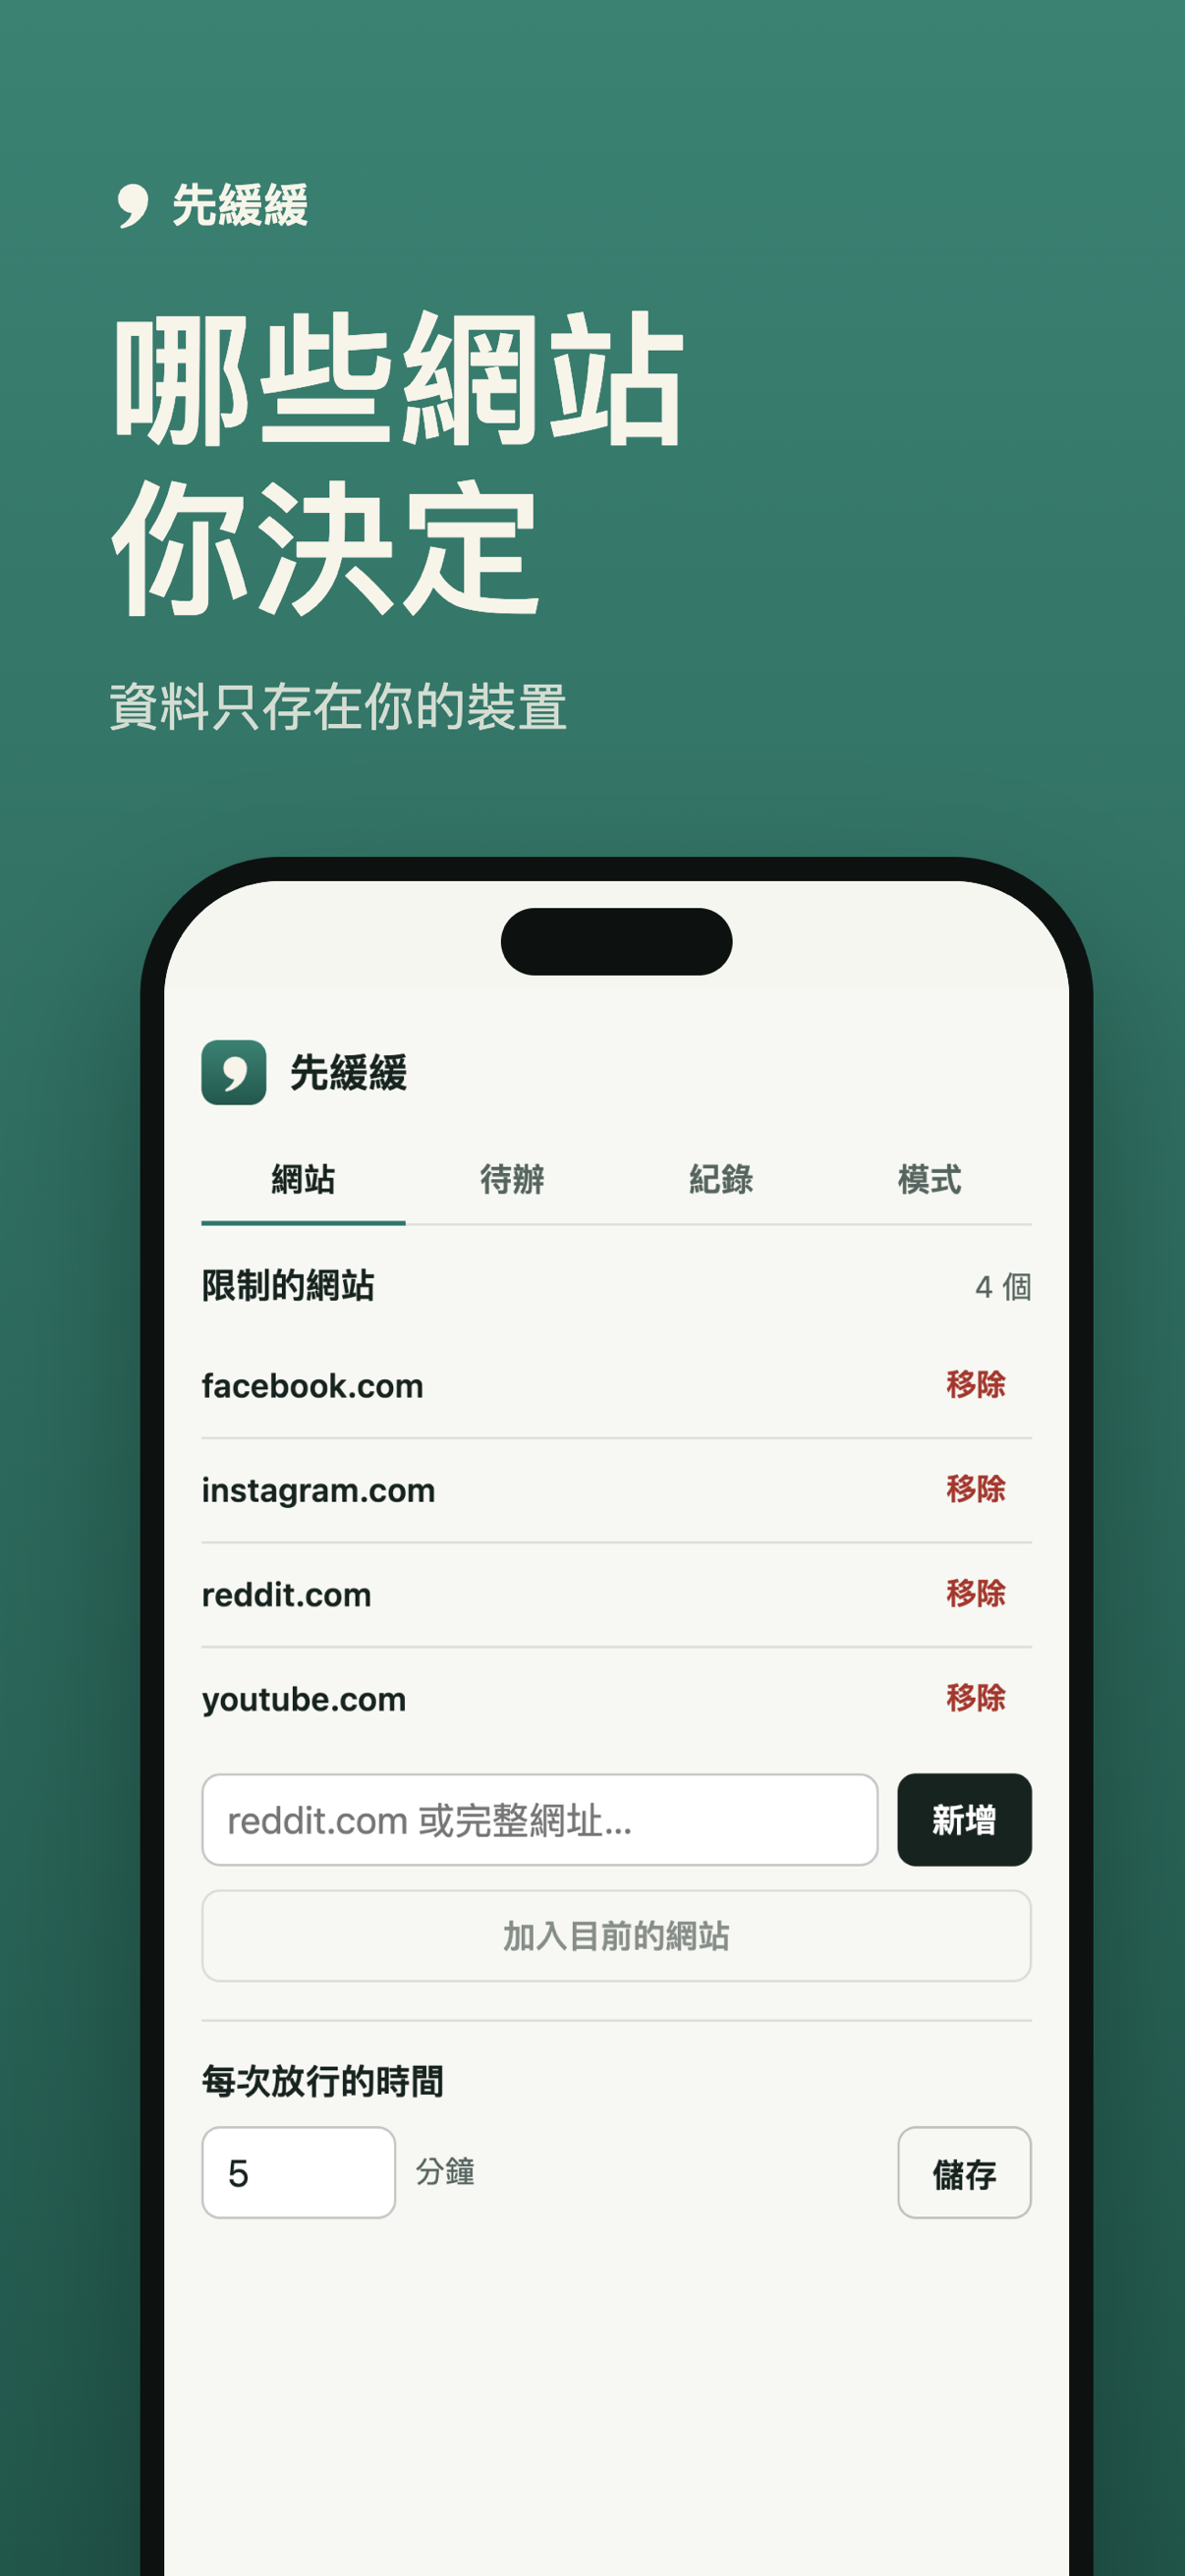 先緩緩
哪些網站
你決定
資料只存在你的裝置
先緩緩
網站 待辦 紀錄 模式
限制的網站 4 個
facebook.com 移除
instagram.com 移除
reddit.com 移除
youtube.com 移除
reddit.com 或完整網址... 新增
加入目前的網站
每次放行的時間
5 分鐘 儲存